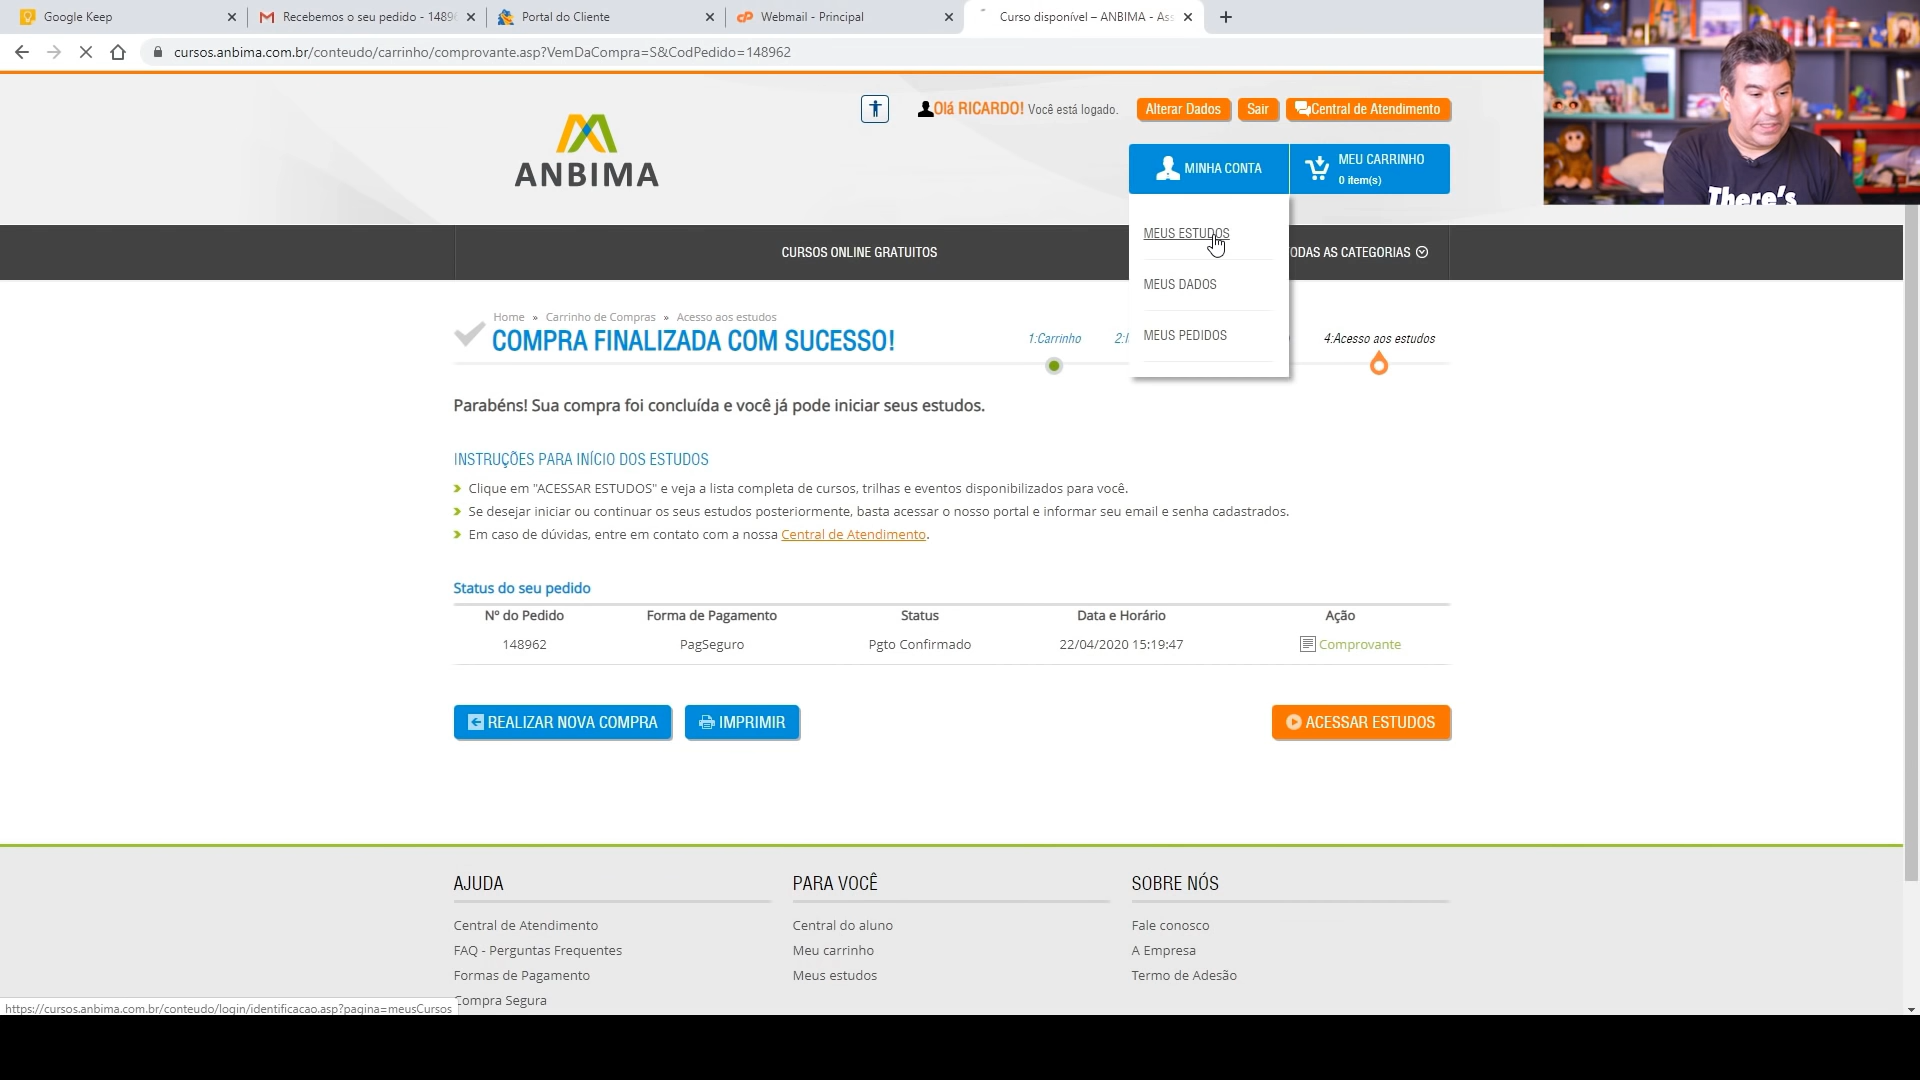 Google Keep
Recebemos o seu pedido - 1489
Portal do Cliente
Webmail - Principal
Curso disponível – ANBIMA - As
cursos.anbima.com.br/conteudo/carrinho/comprovante.asp?VemDaCompra=S&CodPedido=148962
ANBIMA
Olá RICARDO! Você está logado.
Alterar Dados
Sair
Central de Atendimento
MINHA CONTA
MEU CARRINHO
0 item(s)
There's
MEUS ESTUDOS
MEUS DADOS
MEUS PEDIDOS
CURSOS ONLINE GRATUITOS
ODAS AS CATEGORIAS
Home » Carrinho de Compras » Acesso aos estudos
COMPRA FINALIZADA COM SUCESSO!
1:Carrinho
4:Acesso aos estudos
Parabéns! Sua compra foi concluída e você já pode iniciar seus estudos.
INSTRUÇÕES PARA INÍCIO DOS ESTUDOS
Clique em "ACESSAR ESTUDOS" e veja a lista completa de cursos, trilhas e eventos disponibilizados para você.
Se desejar iniciar ou continuar os seus estudos posteriormente, basta acessar o nosso portal e informar seu email e senha cadastrados.
Em caso de dúvidas, entre em contato com a nossa Central de Atendimento.
Status do seu pedido
Nº do Pedido Forma de Pagamento Status Data e Horário Ação
148962 PagSeguro Pgto Confirmado 22/04/2020 15:19:47 Comprovante
REALIZAR NOVA COMPRA
IMPRIMIR
ACESSAR ESTUDOS
AJUDA
Central de Atendimento
FAQ - Perguntas Frequentes
Formas de Pagamento
Compra Segura
PARA VOCÊ
Central do aluno
Meu carrinho
Meus estudos
SOBRE NÓS
Fale conosco
A Empresa
Termo de Adesão
https://cursos.anbima.com.br/conteudo/login/identificacao.asp?pagina=meusCursos